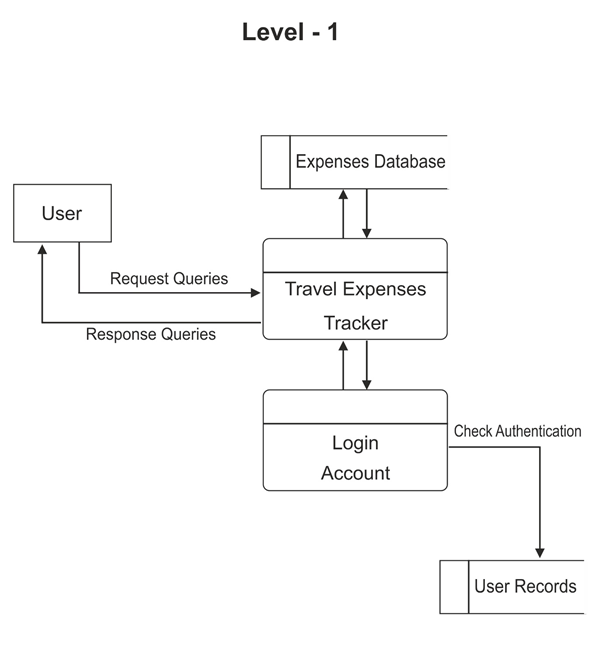 Level - 1
Expenses Database
User
Request Queries
Travel Expenses
Tracker
Response Queries
Login
Account
Check Authentication
User Records